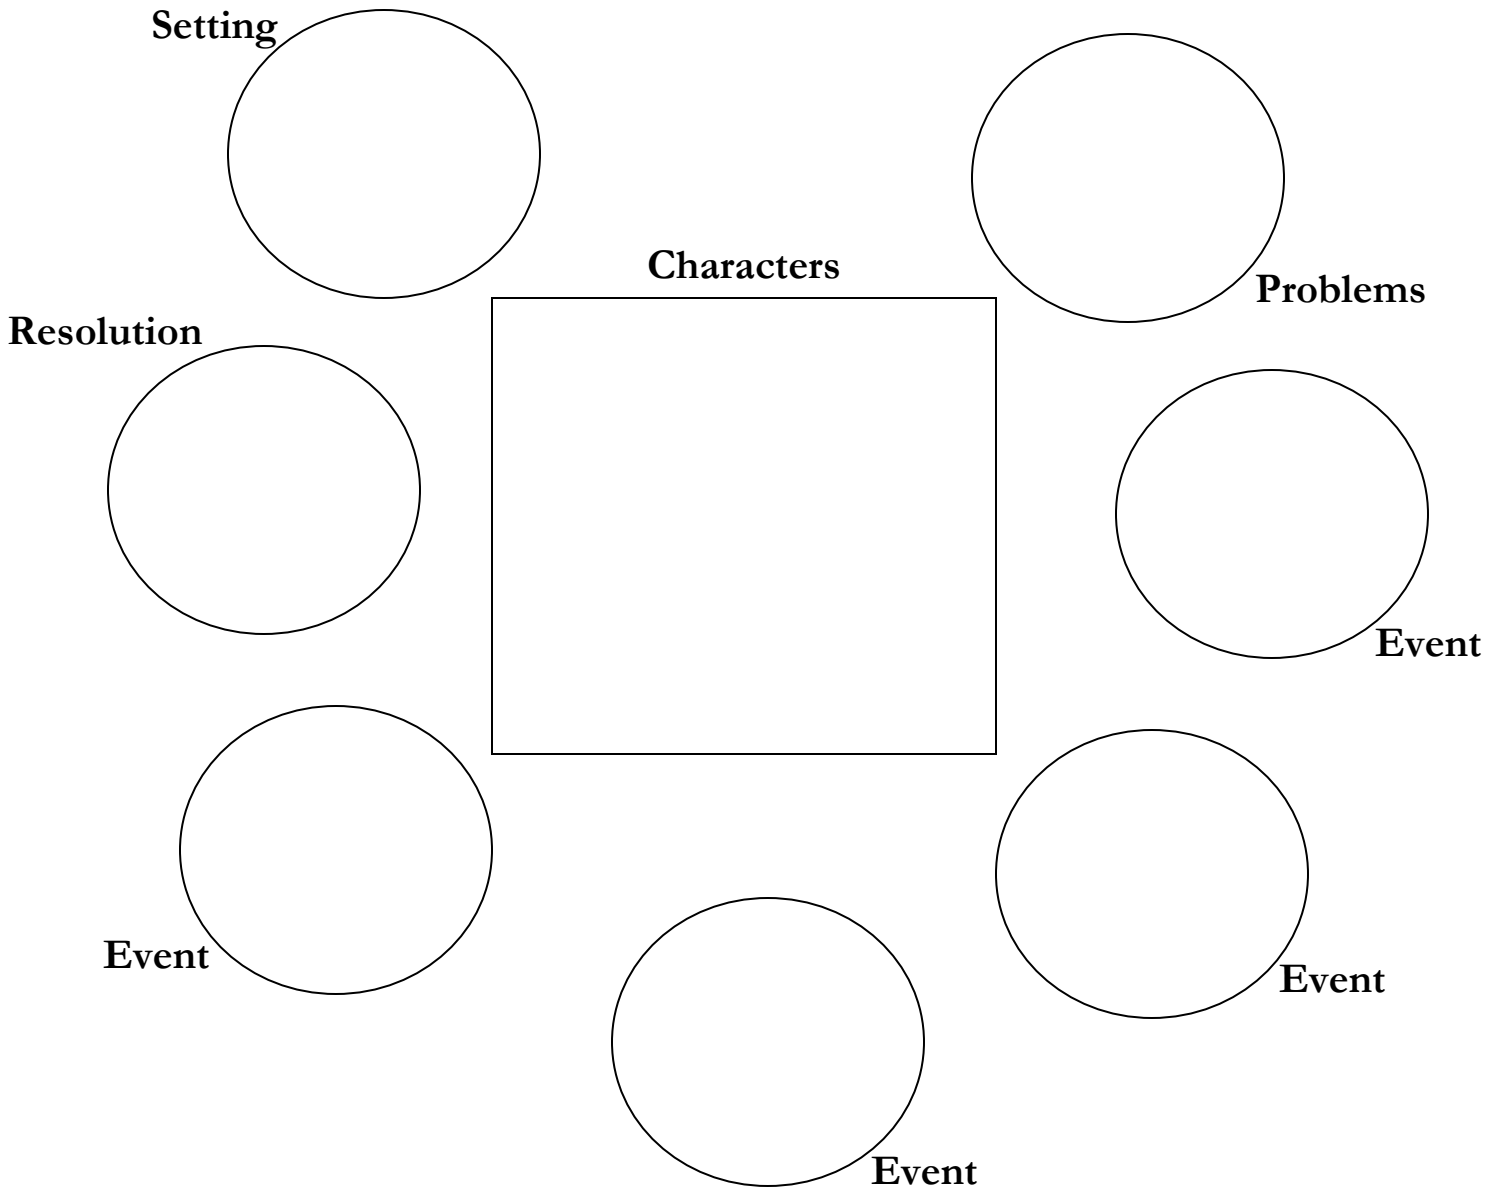 Setting
Characters
Problems
Resolution
Event
Event
Event
Event